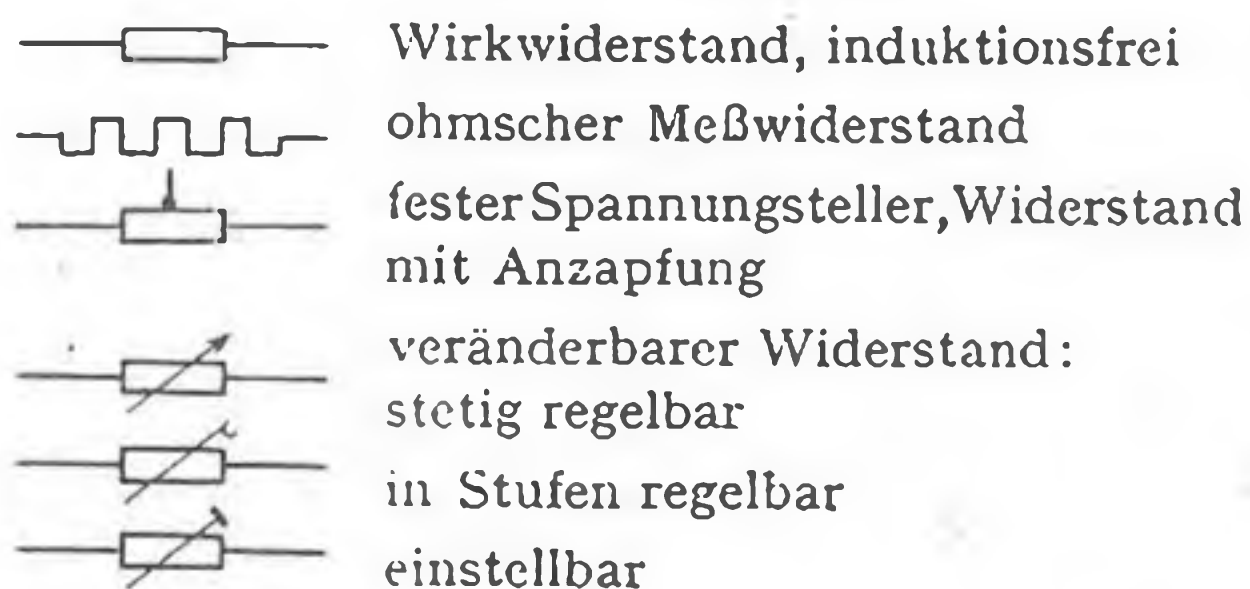 Wirkwiderstand, induktionsfrei
ohmscher Meßwiderstand
fester Spannungsteller, Widerstand
mit Anzapfung
veränderbarer Widerstand:
stetig regelbar
in Stufen regelbar
einstellbar